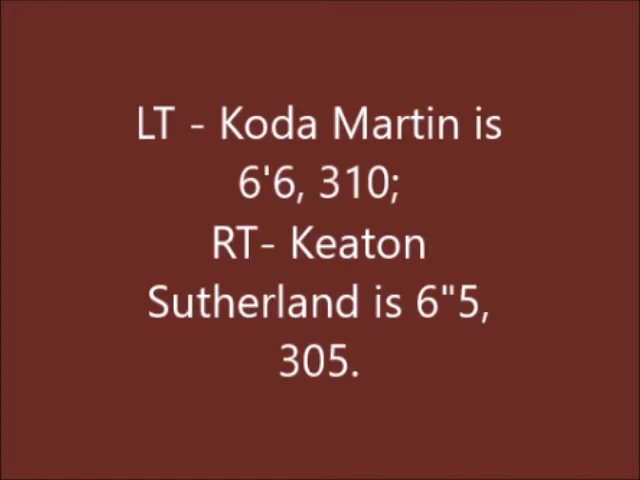 LT - Koda Martin is
6'6, 310;
RT- Keaton
Sutherland is 6"5,
305.